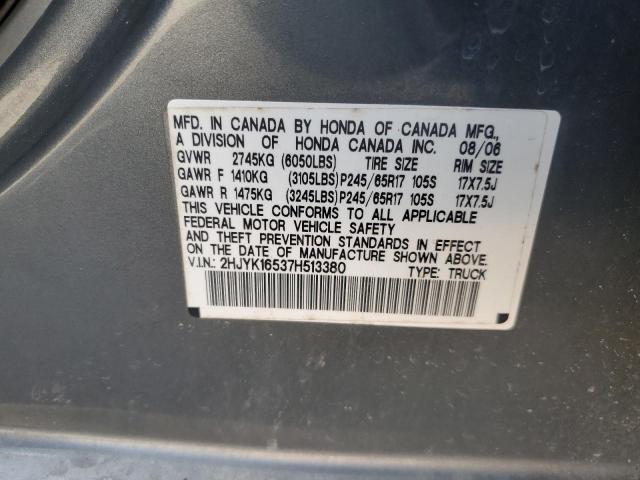 MFD. IN CANADA BY HONDA OF CANADA MFG.,
A DIVISION OF HONDA CANADA INC. 08/06
GVWR 2745KG (6050LBS) TIRE SIZE RIM SIZE
GAWR F 1410KG (3105LBS)P245/65R17 105S 17X7.5J
GAWR R 1475KG (3245LBS)P245/65R17 105S 17X7.5J
THIS VEHICLE CONFORMS TO ALL APPLICABLE
FEDERAL MOTOR VEHICLE SAFETY
AND THEFT PREVENTION STANDARDS IN EFFECT
ON THE DATE OF MANUFACTURE SHOWN ABOVE.
V.I.N.: 2HJYK16537H513380 TYPE: TRUCK